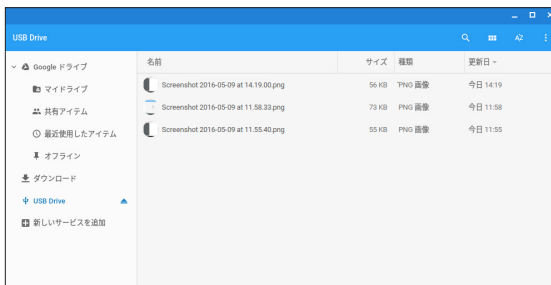 USB Drive
AZ
Google ドライブ
マイドライブ
共有アイテム
最近使用したアイテム
オフライン
ダウンロード
USB Drive
新しいサービスを追加
名前 サイズ 種類 更新日
Screenshot 2016-05-09 at 14.19.00.png 56 KB PNG 画像 今日 14:19
Screenshot 2016-05-09 at 11.58.33.png 73 KB PNG 画像 今日 11:58
Screenshot 2016-05-09 at 11.55.40.png 55 KB PNG 画像 今日 11:55